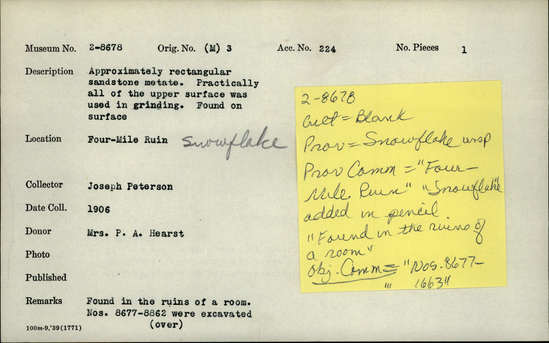 Museum No. 2-8678 Orig. No. (M) 3 Acc. No. 224 No. Pieces 1
Description Approximately rectangular
sandstone metate. Practically
all of the upper surface was
used in grinding. Found on
surface
Location Four-Mile Ruin Snowflake
Collector Joseph Peterson
Date Coll. 1906
Donor Mrs. P. A. Hearst
Photo
Published
Remarks Found in the ruins of a room.
Nos. 8677-8862 were excavated
(over)
100m-9,'39(1771)
2-8678
Cult = Blank
Prov = Snowflake
Prov Comm = "Four-
Mile Ruin" "Snowflake
added in pencil
"Found in the ruins of
a room"
Obj. Comm = "Nos. 8677-